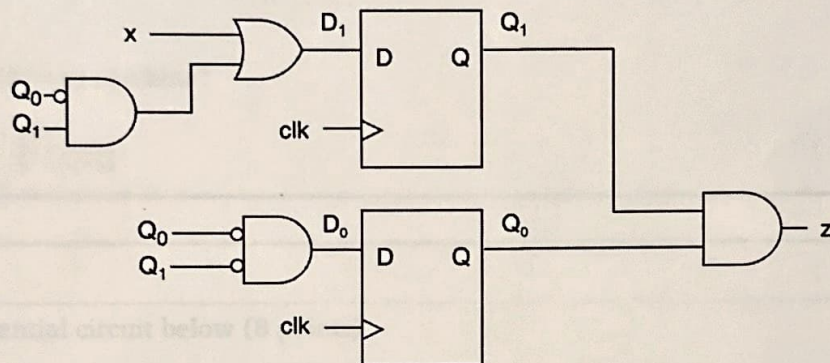 x
D₁
Q₁
D
Q
Q₀
Q₁
clk
z
Q₀
D₀
Q₀
Q₁
D
Q
clk
ential circuit below (8